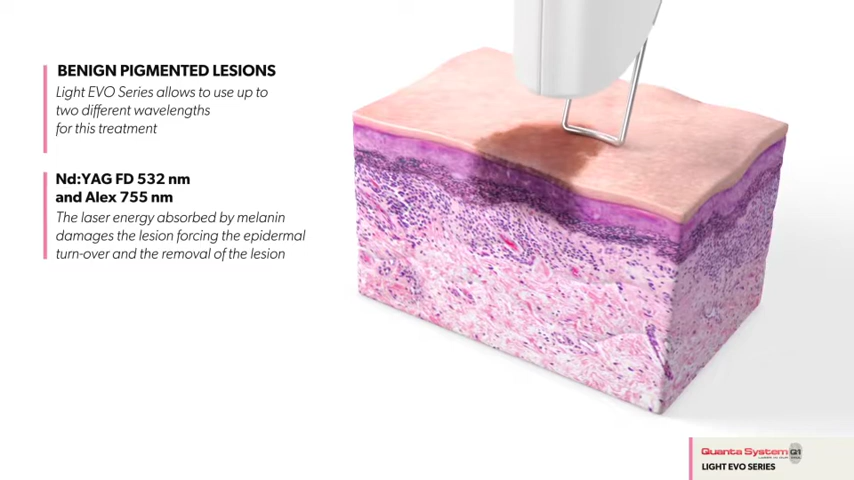 BENIGN PIGMENTED LESIONS
Light EVO Series allows to use up to
two different wavelengths
for this treatment
Nd:YAG FD 532 nm
and Alex 755 nm
The laser energy absorbed by melanin
damages the lesion forcing the epidermal
turn-over and the removal of the lesion
Quanta System
LIGHT EVO SERIES